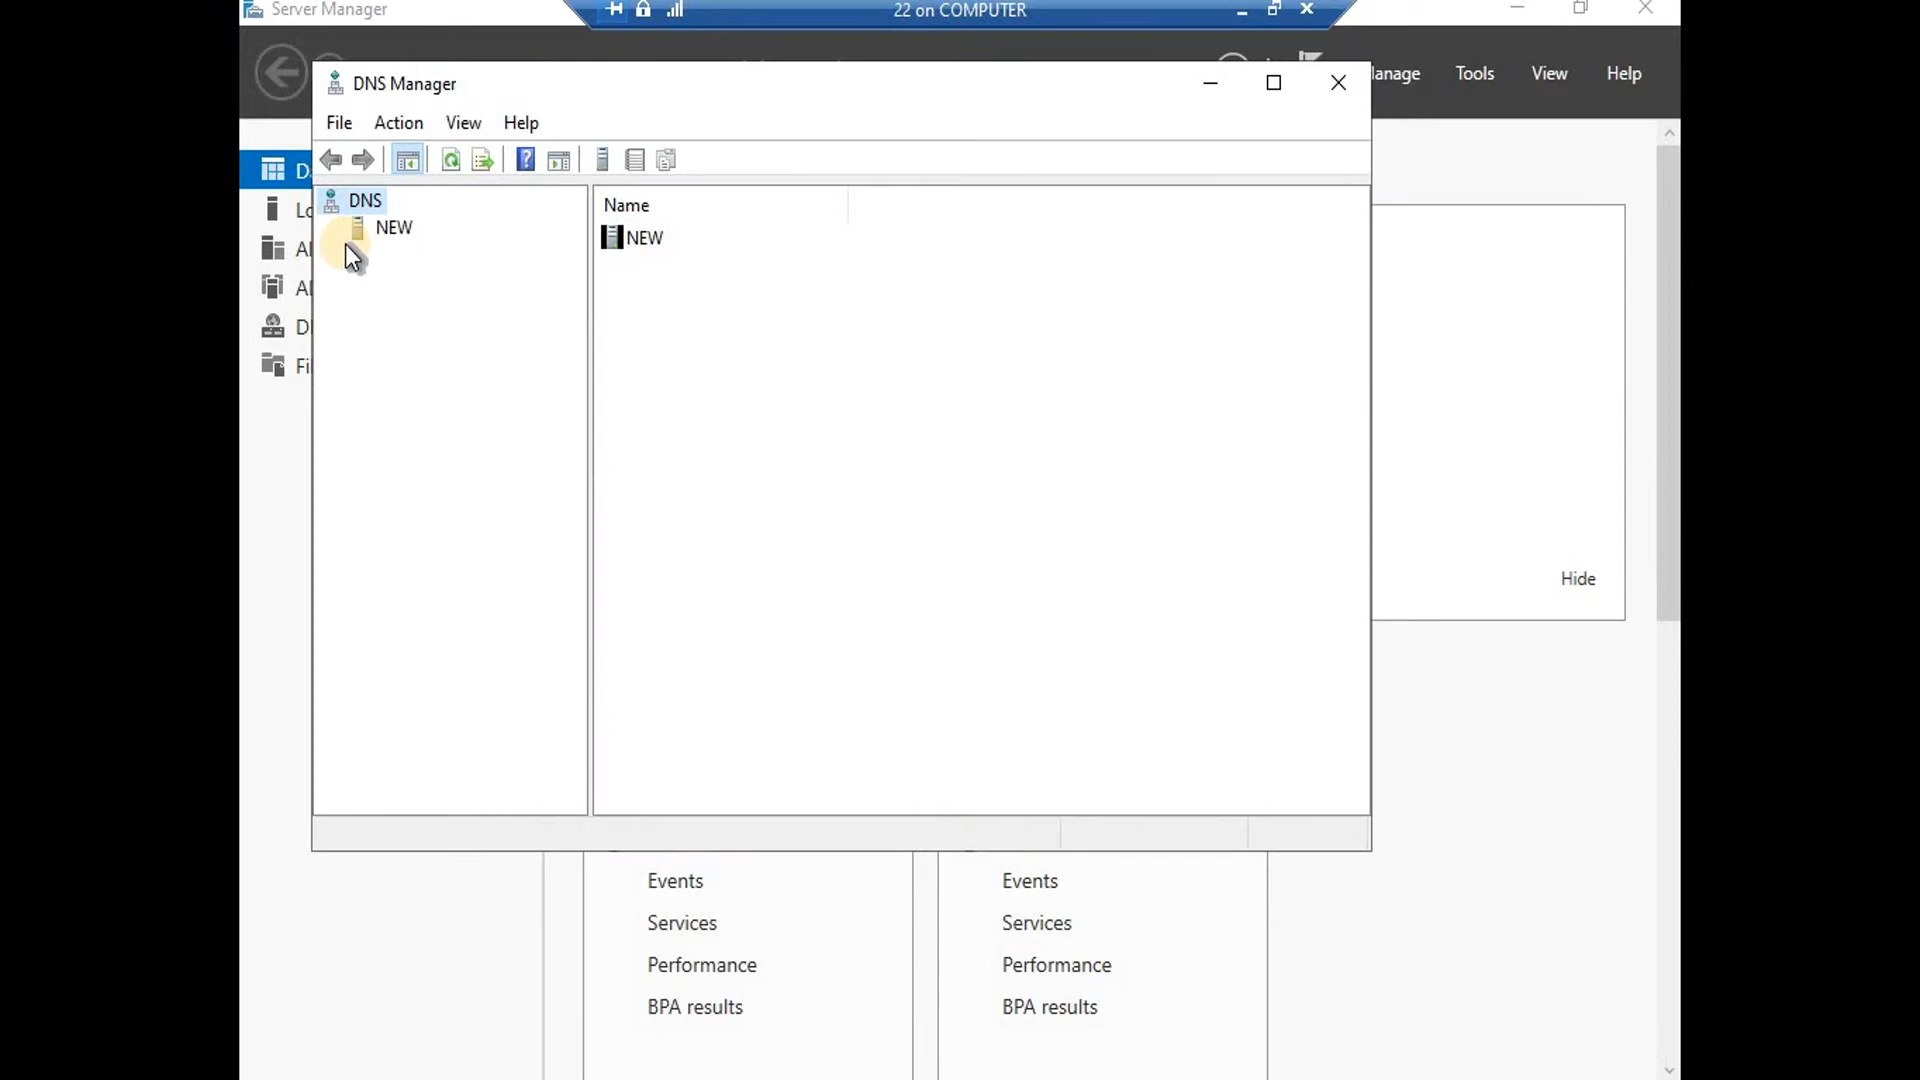 Server Manager
22 on COMPUTER
Manage Tools View Help
DNS Manager
File Action View Help
DNS
NEW
Name
NEW
Hide
Events
Services
Performance
BPA results
Events
Services
Performance
BPA results